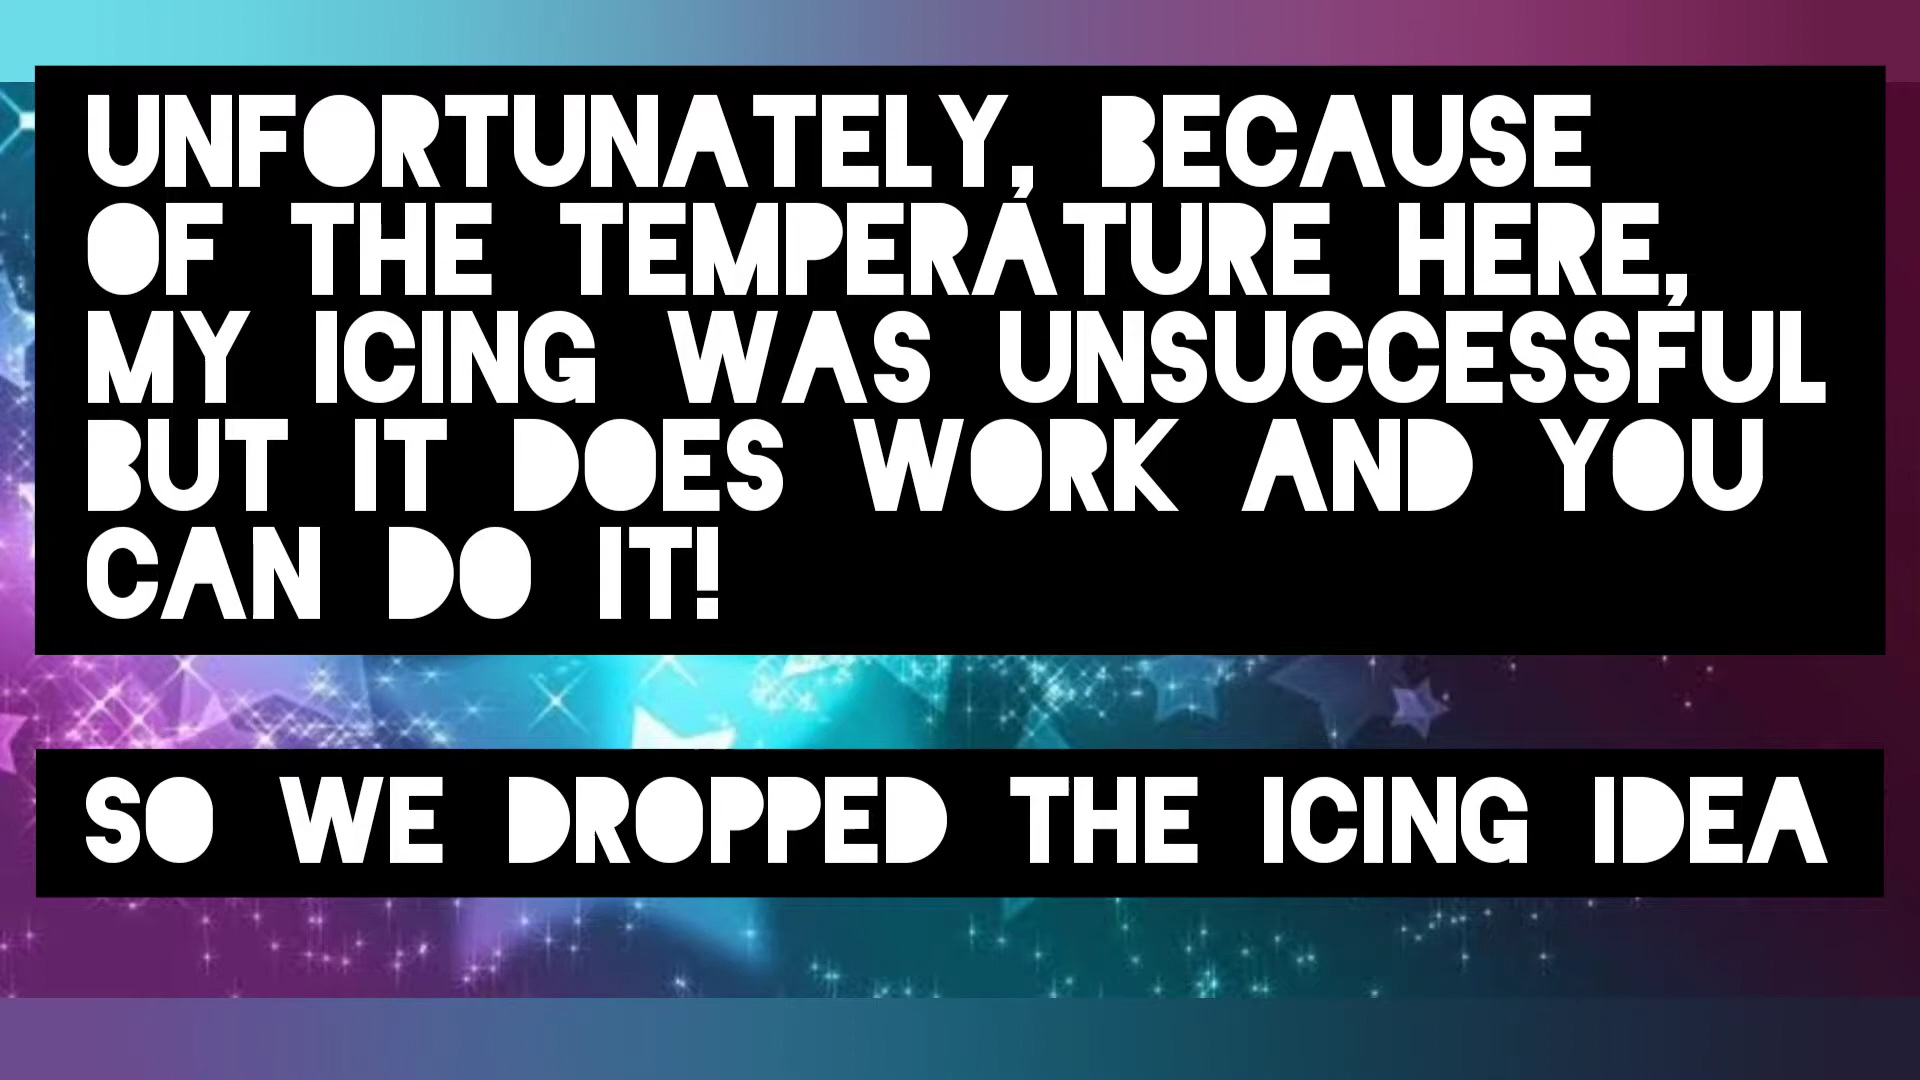 UNFORTUNATELY, BECAUSE
OF THE TEMPERATURE HERE,
MY ICING WAS UNSUCCESSFUL
BUT IT DOES WORK AND YOU
CAN DO IT!
SO WE DROPPED THE ICING IDEA